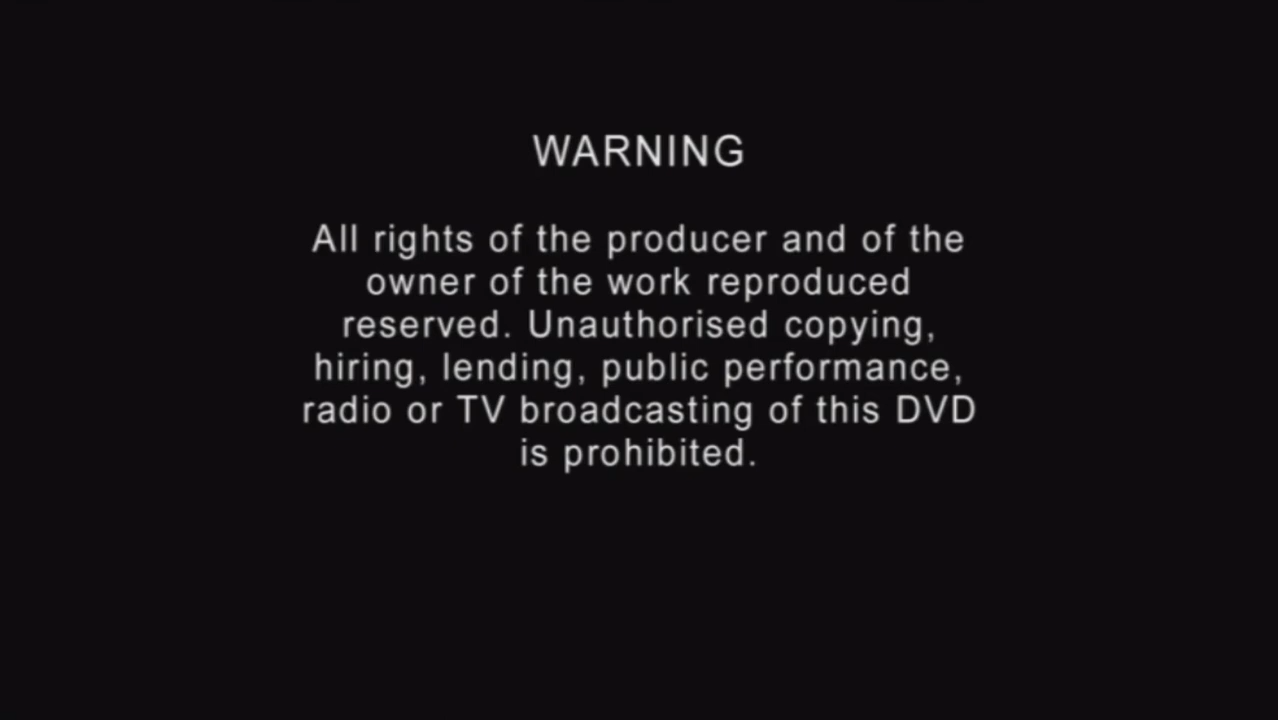 WARNING
All rights of the producer and of the
owner of the work reproduced
reserved. Unauthorised copying,
hiring, lending, public performance,
radio or TV broadcasting of this DVD
is prohibited.